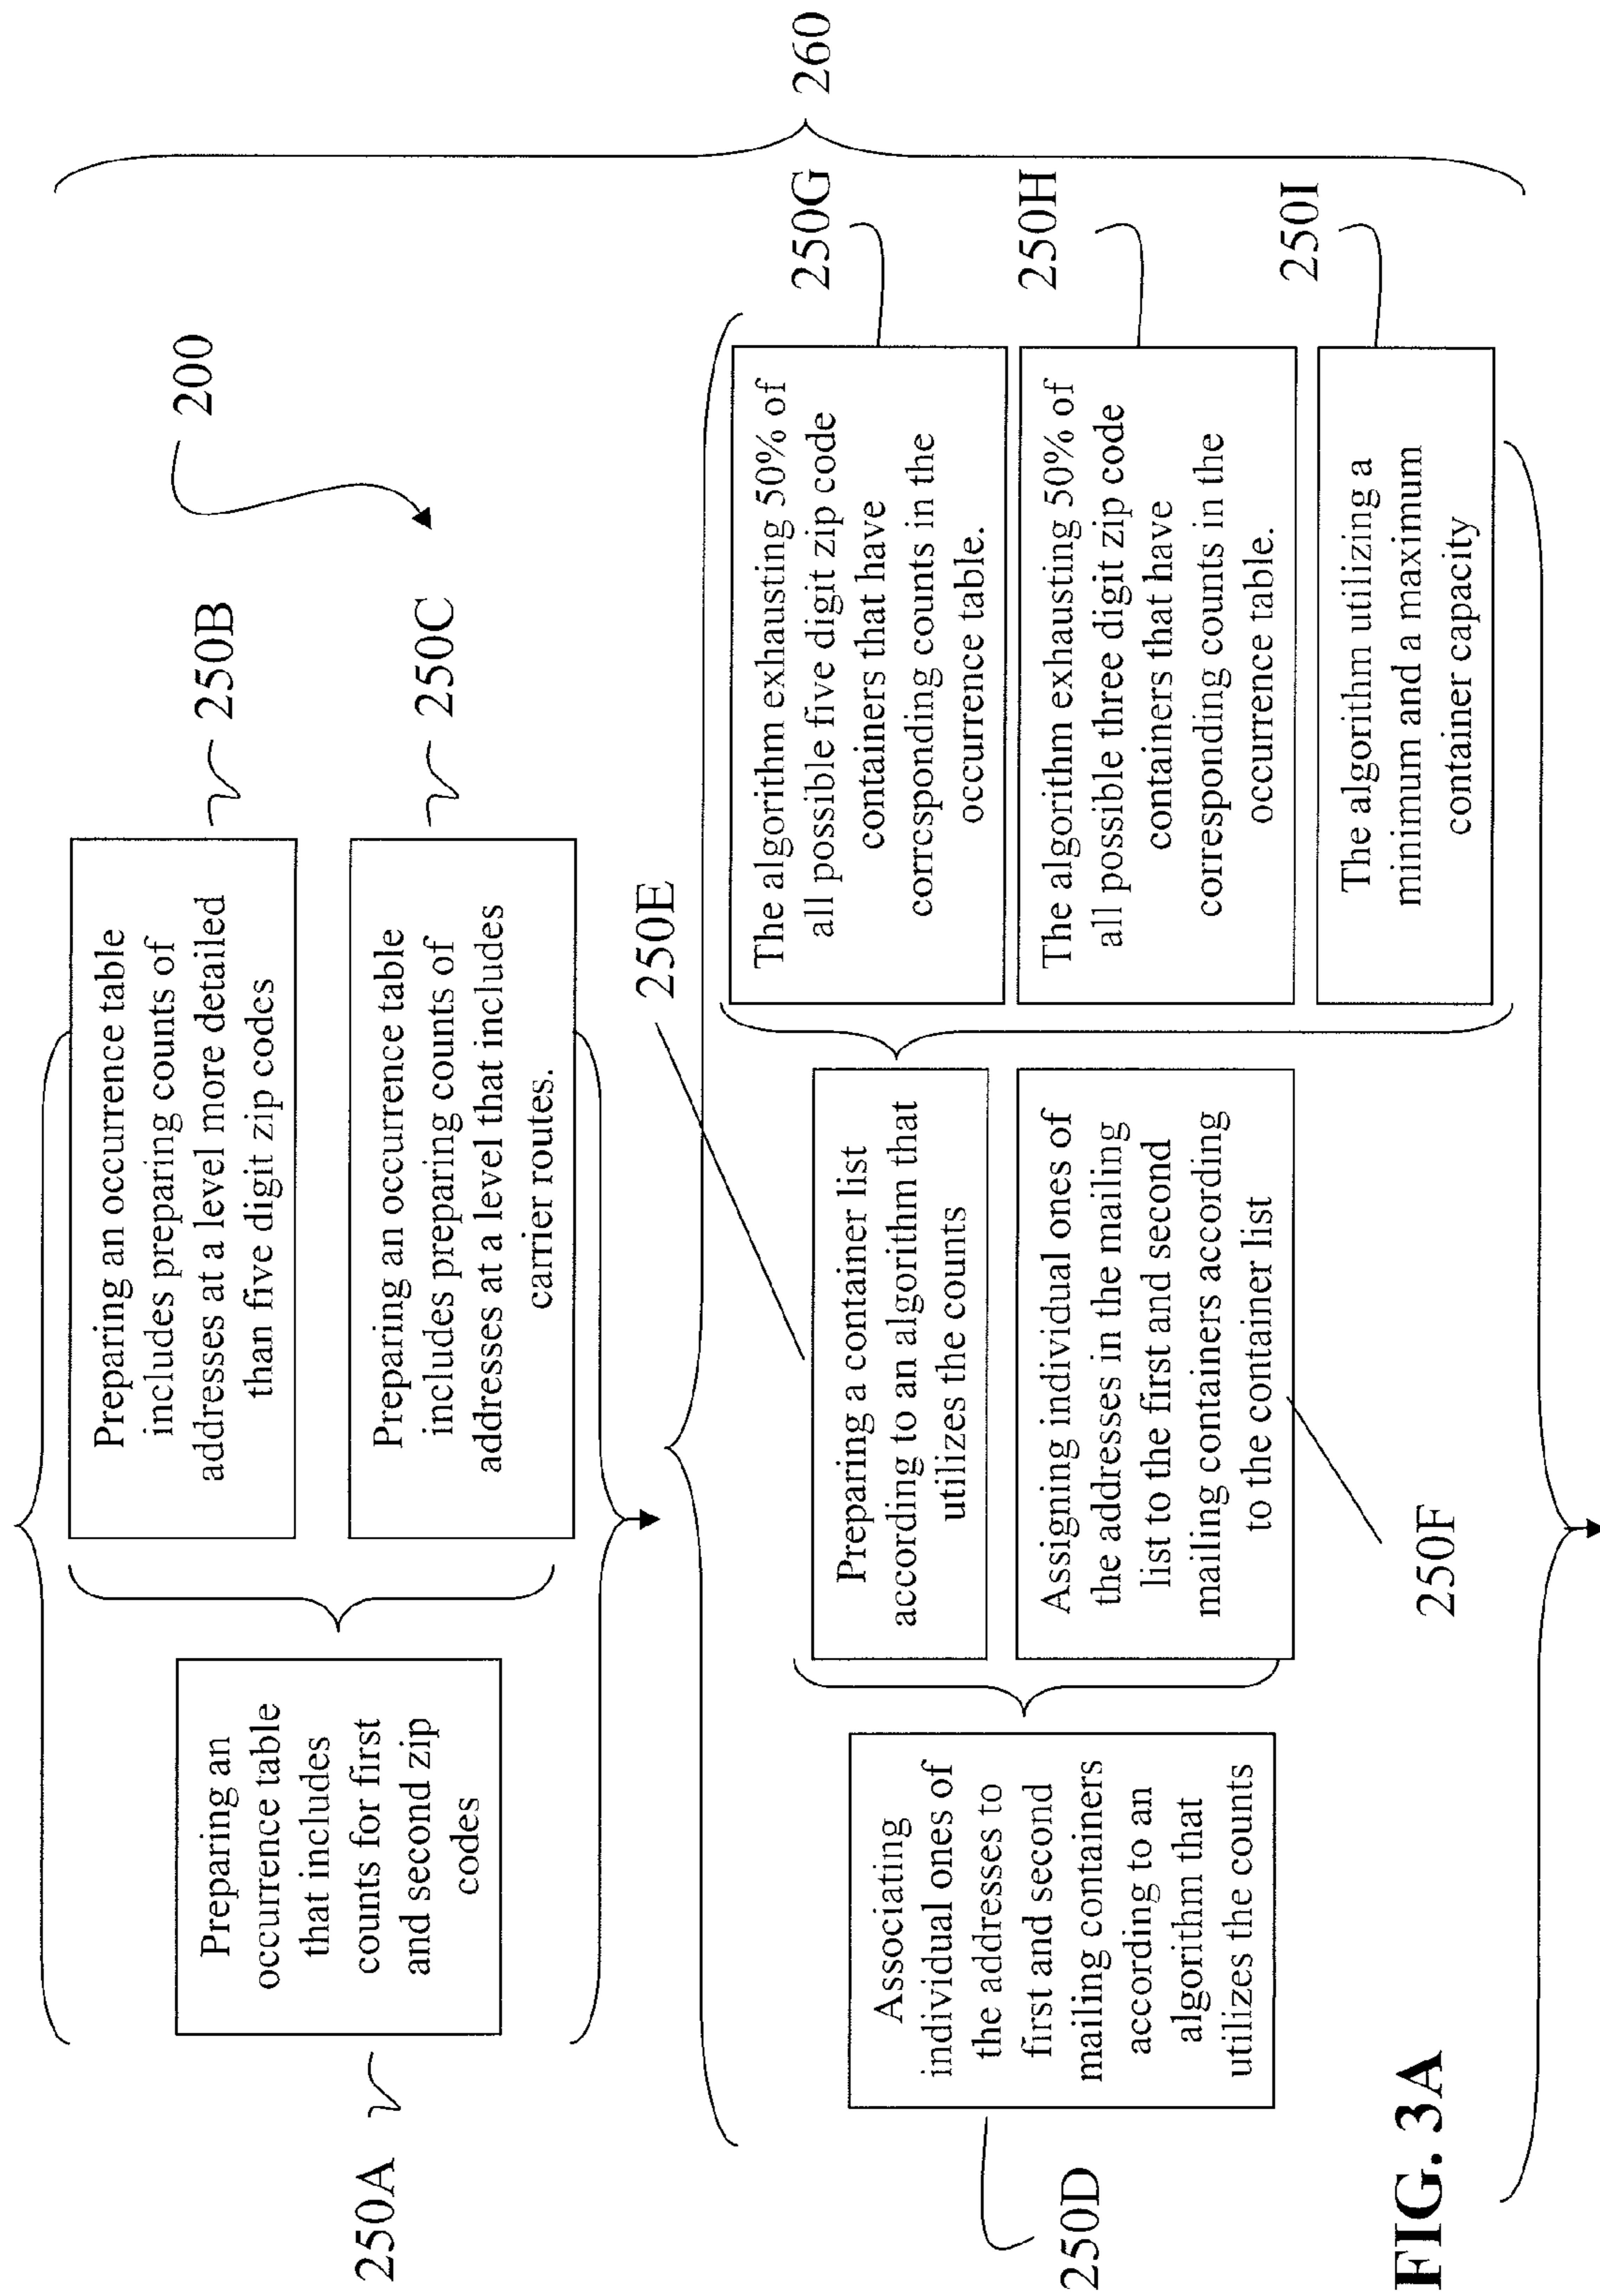 200
260
250A
Preparing an
occurrence table
that includes
counts for first
and second zip
codes
250B
Preparing an occurrence table
includes preparing counts of
addresses at a level more detailed
than five digit zip codes
250C
Preparing an occurrence table
includes preparing counts of
addresses at a level that includes
carrier routes.
250D
Associating
individual ones of
the addresses to
first and second
mailing containers
according to an
algorithm that
utilizes the counts
250E
Preparing a container list
according to an algorithm that
utilizes the counts
250F
Assigning individual ones of
the addresses in the mailing
list to the first and second
mailing containers according
to the container list
250G
The algorithm exhausting 50% of
all possible five digit zip code
containers that have
corresponding counts in the
occurrence table.
250H
The algorithm exhausting 50% of
all possible three digit zip code
containers that have
corresponding counts in the
occurrence table.
250I
The algorithm utilizing a
minimum and a maximum
container capacity
FIG. 3A